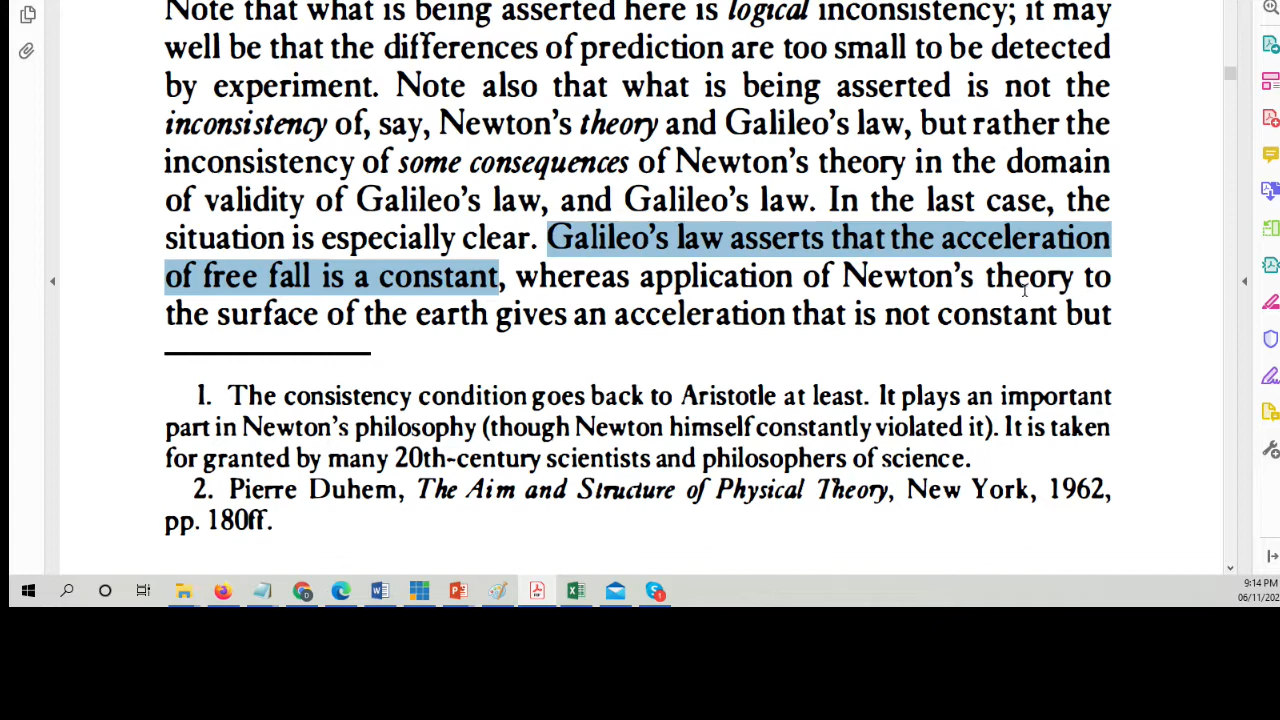 Note that what is being asserted here is logical inconsistency; it may
well be that the differences of prediction are too small to be detected
by experiment. Note also that what is being asserted is not the
inconsistency of, say, Newton's theory and Galileo's law, but rather the
inconsistency of some consequences of Newton's theory in the domain
of validity of Galileo's law, and Galileo's law. In the last case, the
situation is especially clear. Galileo's law asserts that the acceleration
of free fall is a constant, whereas application of Newton's theory to
the surface of the earth gives an acceleration that is not constant but
1. The consistency condition goes back to Aristotle at least. It plays an important
part in Newton's philosophy (though Newton himself constantly violated it). It is taken
for granted by many 20th-century scientists and philosophers of science.
2. Pierre Duhem, The Aim and Structure of Physical Theory, New York, 1962,
pp. 180ff.
9:14 PM
06/11/202